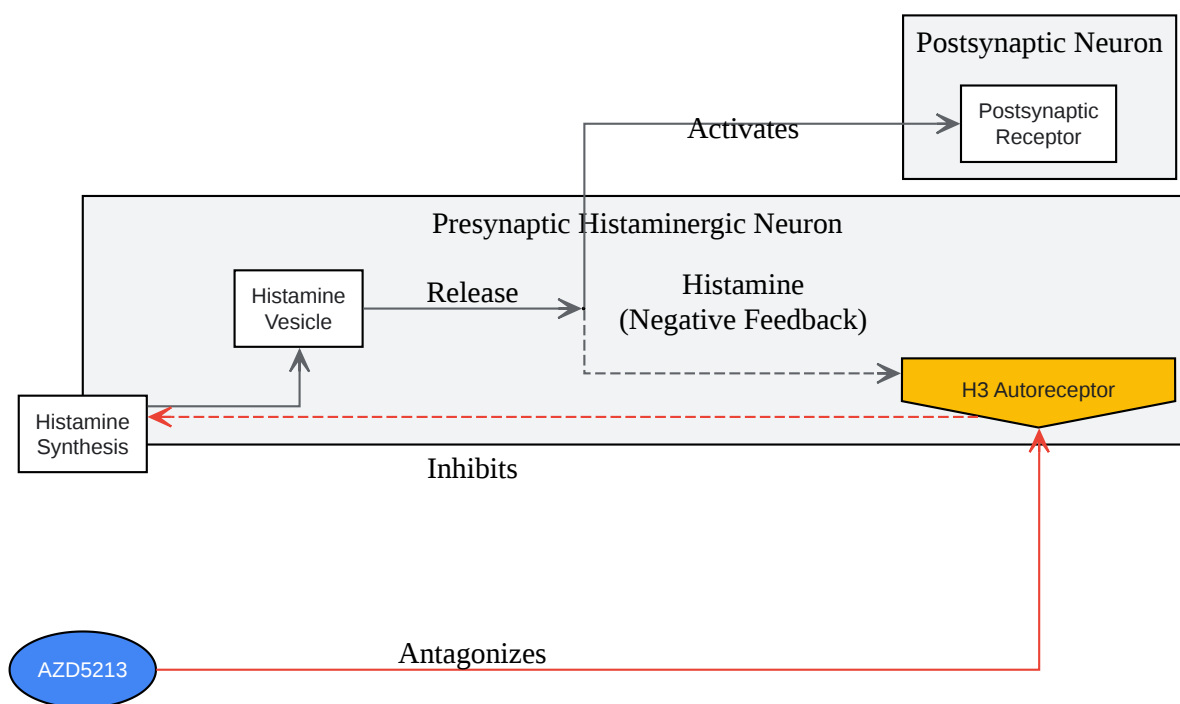 Postsynaptic Neuron
Postsynaptic
Receptor
Activates
Presynaptic Histaminergic Neuron
Histamine
Vesicle
Release
Histamine
(Negative Feedback)
H3 Autoreceptor
Histamine
Synthesis
Inhibits
AZD5213
Antagonizes